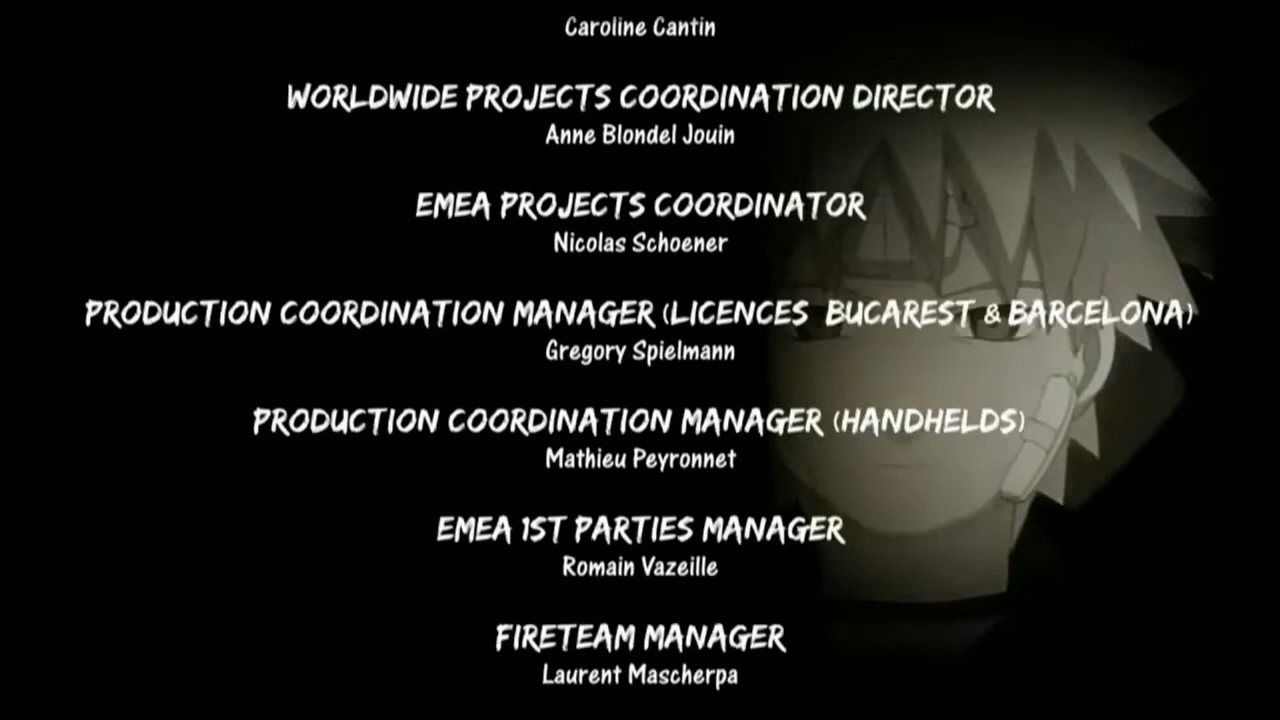 Caroline Cantin
WORLDWIDE PROJECTS COORDINATION DIRECTOR
Anne Blondel Jouin
EMEA PROJECTS COORDINATOR
Nicolas Schoener
PRODUCTION COORDINATION MANAGER (LICENCES BUCAREST & BARCELONA)
Gregory Spielmann
PRODUCTION COORDINATION MANAGER (HANDHELDS)
Mathieu Peyronnet
EMEA 1ST PARTIES MANAGER
Romain Vazeille
FIRETEAM MANAGER
Laurent Mascherpa